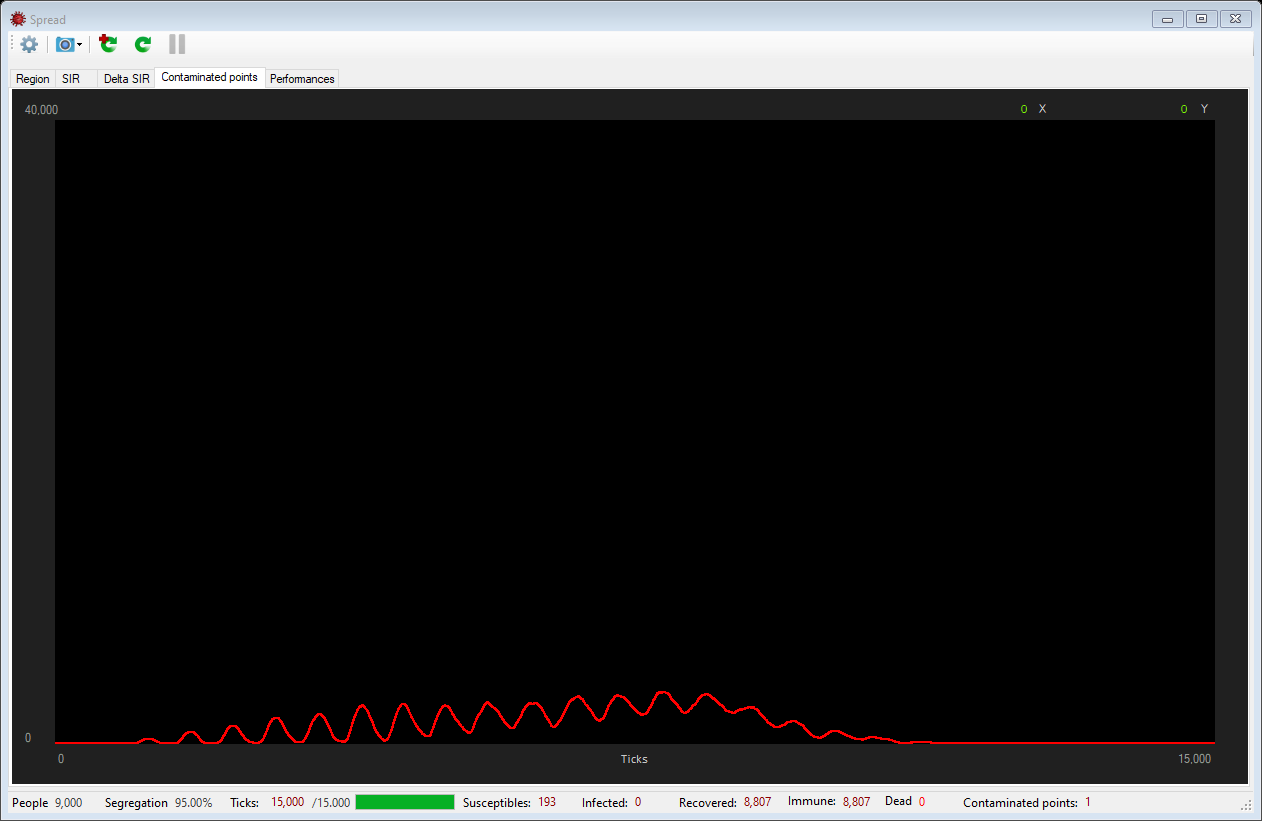 Spread
Region SIR Delta SIR Contaminated points Performances
40,000 0 X 0 Y
0
0 Ticks 15,000
People 9,000 Segregation 95.00% Ticks: 15,000 /15.000 Susceptibles: 193 Infected: 0 Recovered: 8,807 Immune: 8,807 Dead 0 Contaminated points: 1